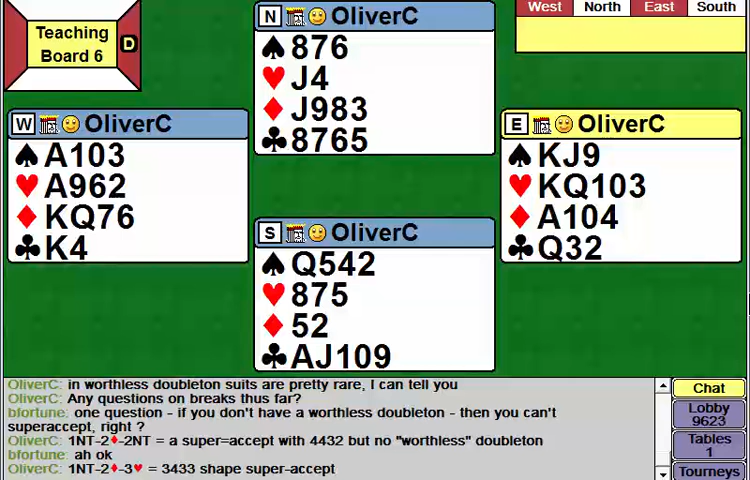 Teaching
Board 6
D
N OliverC
♠ 876
♥ J4
♦ J983
♣ 8765
West North East South
W OliverC
♠ A103
♥ A962
♦ KQ76
♣ K4
E OliverC
♠ KJ9
♥ KQ103
♦ A104
♣ Q32
S OliverC
♠ Q542
♥ 875
♦ 52
♣ AJ109
OliverC: in worthless doubleton suits are pretty rare, I can tell you
OliverC: Any questions on breaks thus far?
bfortune: one question - if you don't have a worthless doubleton - then you can't
superaccept, right ?
OliverC: 1NT-2♦-2NT = a super=accept with 4432 but no "worthless" doubleton
bfortune: ah ok
OliverC: 1NT-2♦-3♥ = 3433 shape super-accept
Chat
Lobby
9623
Tables
1
Tourneys